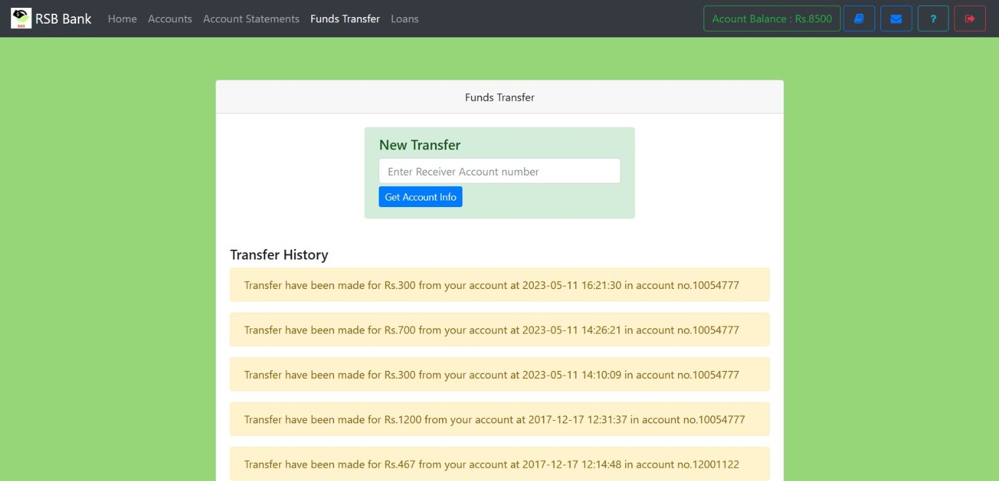 RSB Bank Home Accounts Account Statements Funds Transfer Loans Acount Balance : Rs.8500 ?
Funds Transfer
New Transfer
Enter Receiver Account number
Get Account Info
Transfer History
Transfer have been made for Rs.300 from your account at 2023-05-11 16:21:30 in account no.10054777
Transfer have been made for Rs.700 from your account at 2023-05-11 14:26:21 in account no.10054777
Transfer have been made for Rs.300 from your account at 2023-05-11 14:10:09 in account no.10054777
Transfer have been made for Rs.1200 from your account at 2017-12-17 12:31:37 in account no.10054777
Transfer have been made for Rs.467 from your account at 2017-12-17 12:14:48 in account no.12001122